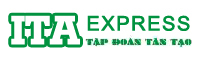 ITA EXPRESS
TẬP ĐOÀN TÂN TẠO